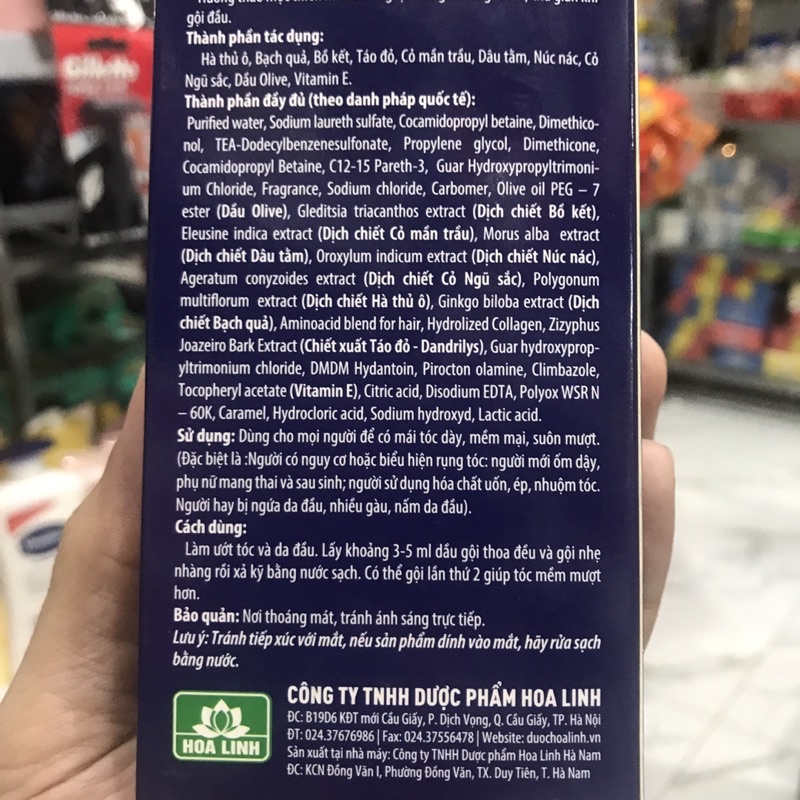 gội đầu.
Thành phần tác dụng:
Hà thủ ô, Bạch quả, Bồ kết, Táo đỏ, Cỏ mần trầu, Dâu tằm, Núc nác, Cỏ
Ngũ sắc, Dầu Olive, Vitamin E.
Thành phần đầy đủ (theo danh pháp quốc tế):
Purified water, Sodium laureth sulfate, Cocamidopropyl betaine, Dimethico-
nol, TEA-Dodecylbenzenesulfonate, Propylene glycol, Dimethicone,
Cocamidopropyl Betaine, C12-15 Pareth-3, Guar Hydroxypropyltrimoni-
um Chloride, Fragrance, Sodium chloride, Carbomer, Olive oil PEG – 7
ester (Dầu Olive), Gleditsia triacanthos extract (Dịch chiết Bồ kết),
Eleusine indica extract (Dịch chiết Cỏ mần trầu), Morus alba extract
(Dịch chiết Dâu tằm), Oroxylum indicum extract (Dịch chiết Núc nác),
Ageratum conyzoides extract (Dịch chiết Cỏ Ngũ sắc), Polygonum
multiflorum extract (Dịch chiết Hà thủ ô), Ginkgo biloba extract (Dịch
chiết Bạch quả), Aminoacid blend for hair, Hydrolized Collagen, Zizyphus
Joazeiro Bark Extract (Chiết xuất Táo đỏ - Dandrilys), Guar hydroxyprop-
yltrimonium chloride, DMDM Hydantoin, Pirocton olamine, Climbazole,
Tocopheryl acetate (Vitamin E), Citric acid, Disodium EDTA, Polyox WSR N
– 60K, Caramel, Hydrocloric acid, Sodium hydroxyd, Lactic acid.
Sử dụng: Dùng cho mọi người để có mái tóc dày, mềm mại, suôn mượt.
(Đặc biệt là :Người có nguy cơ hoặc biểu hiện rụng tóc: người mới ốm dậy,
phụ nữ mang thai và sau sinh; người sử dụng hóa chất uốn, ép, nhuộm tóc.
Người hay bị ngứa da đầu, nhiều gàu, nấm da đầu).
Cách dùng:
Làm ướt tóc và da đầu. Lấy khoảng 3-5 ml dầu gội thoa đều và gội nhẹ
nhàng rồi xả kỹ bằng nước sạch. Có thể gội lần thứ 2 giúp tóc mềm mượt
hơn.
Bảo quản: Nơi thoáng mát, tránh ánh sáng trực tiếp.
Lưu ý: Tránh tiếp xúc với mắt, nếu sản phẩm dính vào mắt, hãy rửa sạch
bằng nước.
HOA LINH
CÔNG TY TNHH DƯỢC PHẨM HOA LINH
ĐC: B19D6 KĐT mới Cầu Giấy, P. Dịch Vọng, Q. Cầu Giấy, TP. Hà Nội
ĐT: 024.37676986 | Fax: 024.37556478 | Website: duochoalinh.vn
Sản xuất tại nhà máy: Công ty TNHH Dược phẩm Hoa Linh Hà Nam
ĐC: KCN Đồng Văn I, Phường Đồng Văn, TX. Duy Tiên, T. Hà Nam
Gillette